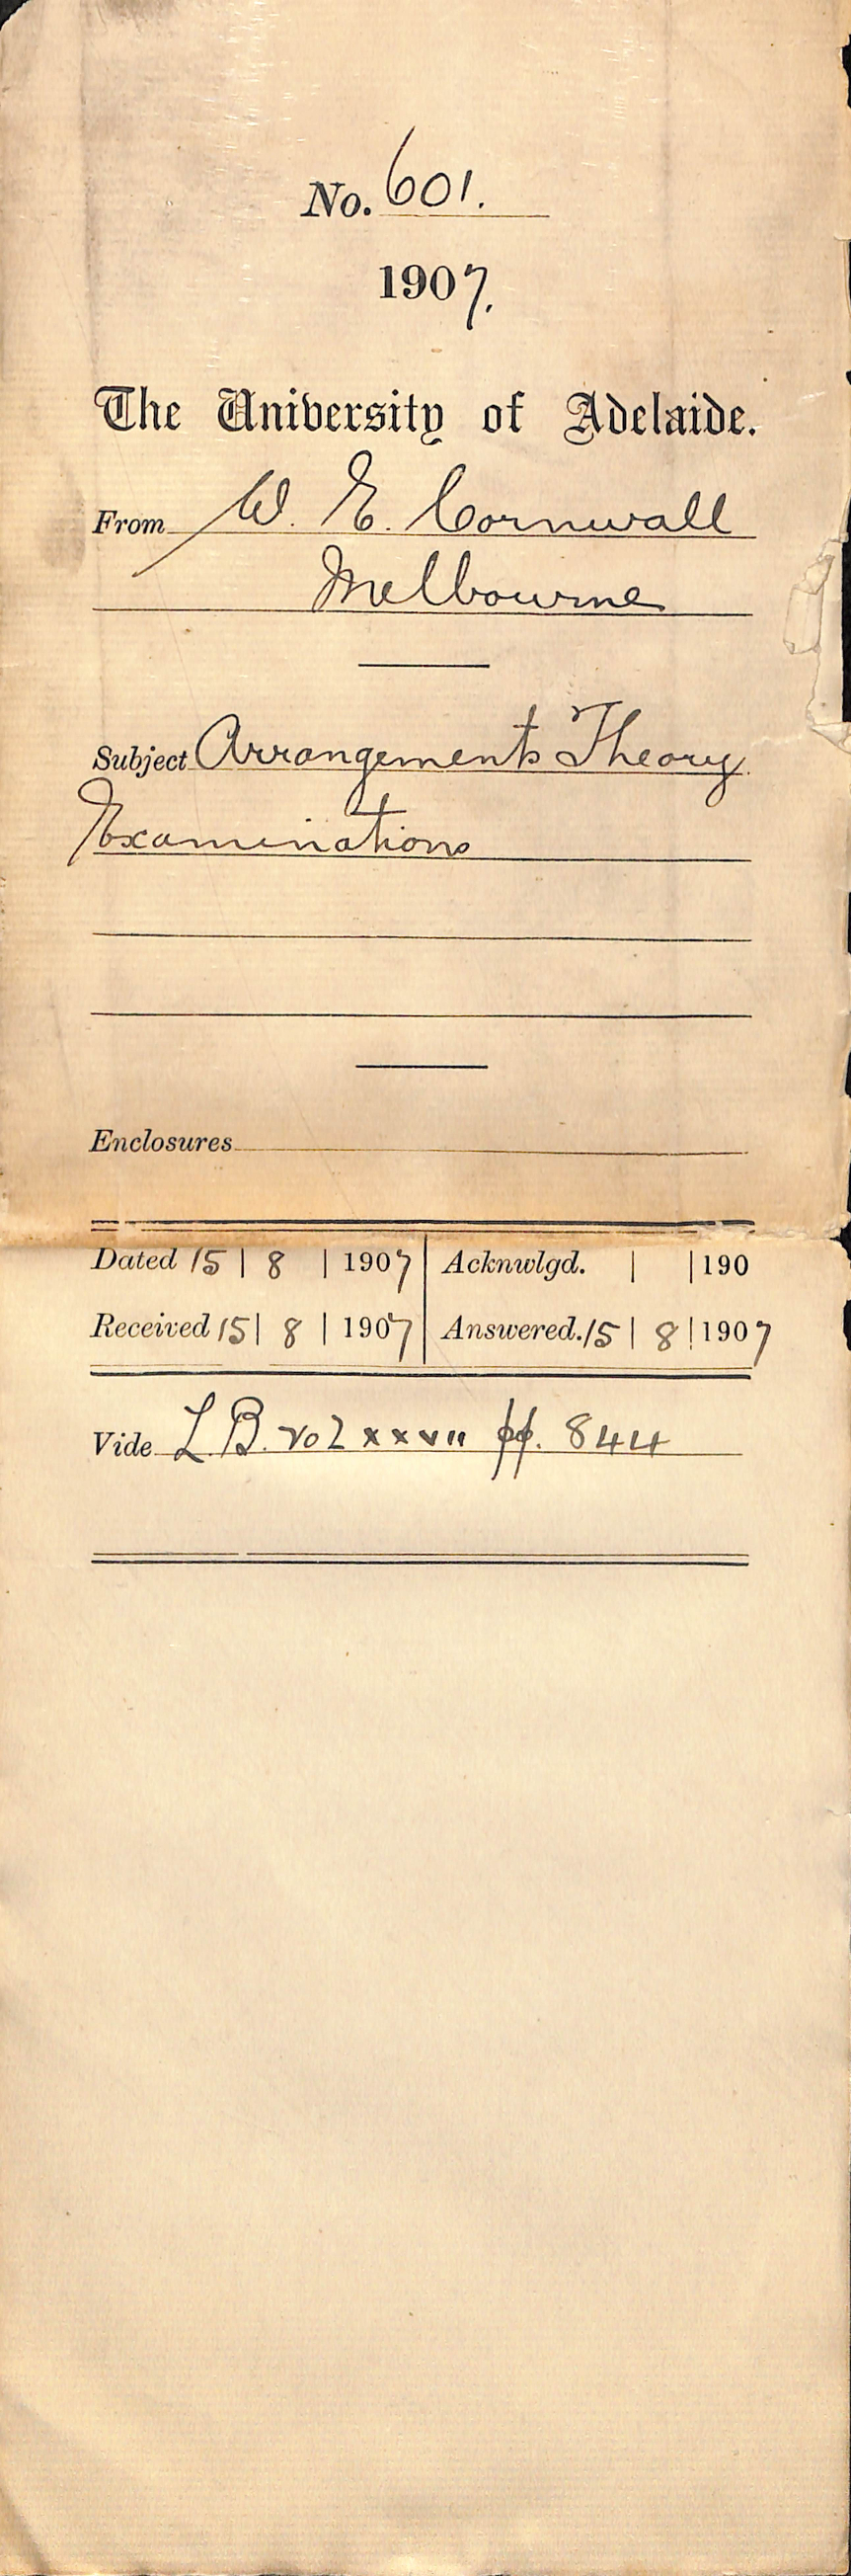 No. 601.
1907.
The University of Adelaide.
From W. E. Cornwall
Melbourne
Subject Arrangements Theory
Examinations
Enclosures
Dated 15 | 8 | 1907 | Acknwlgd. | | 190
Received 15 | 8 | 1907 | Answered. 15 | 8 | 1907
Vide L.B. vol xxvii pp. 844